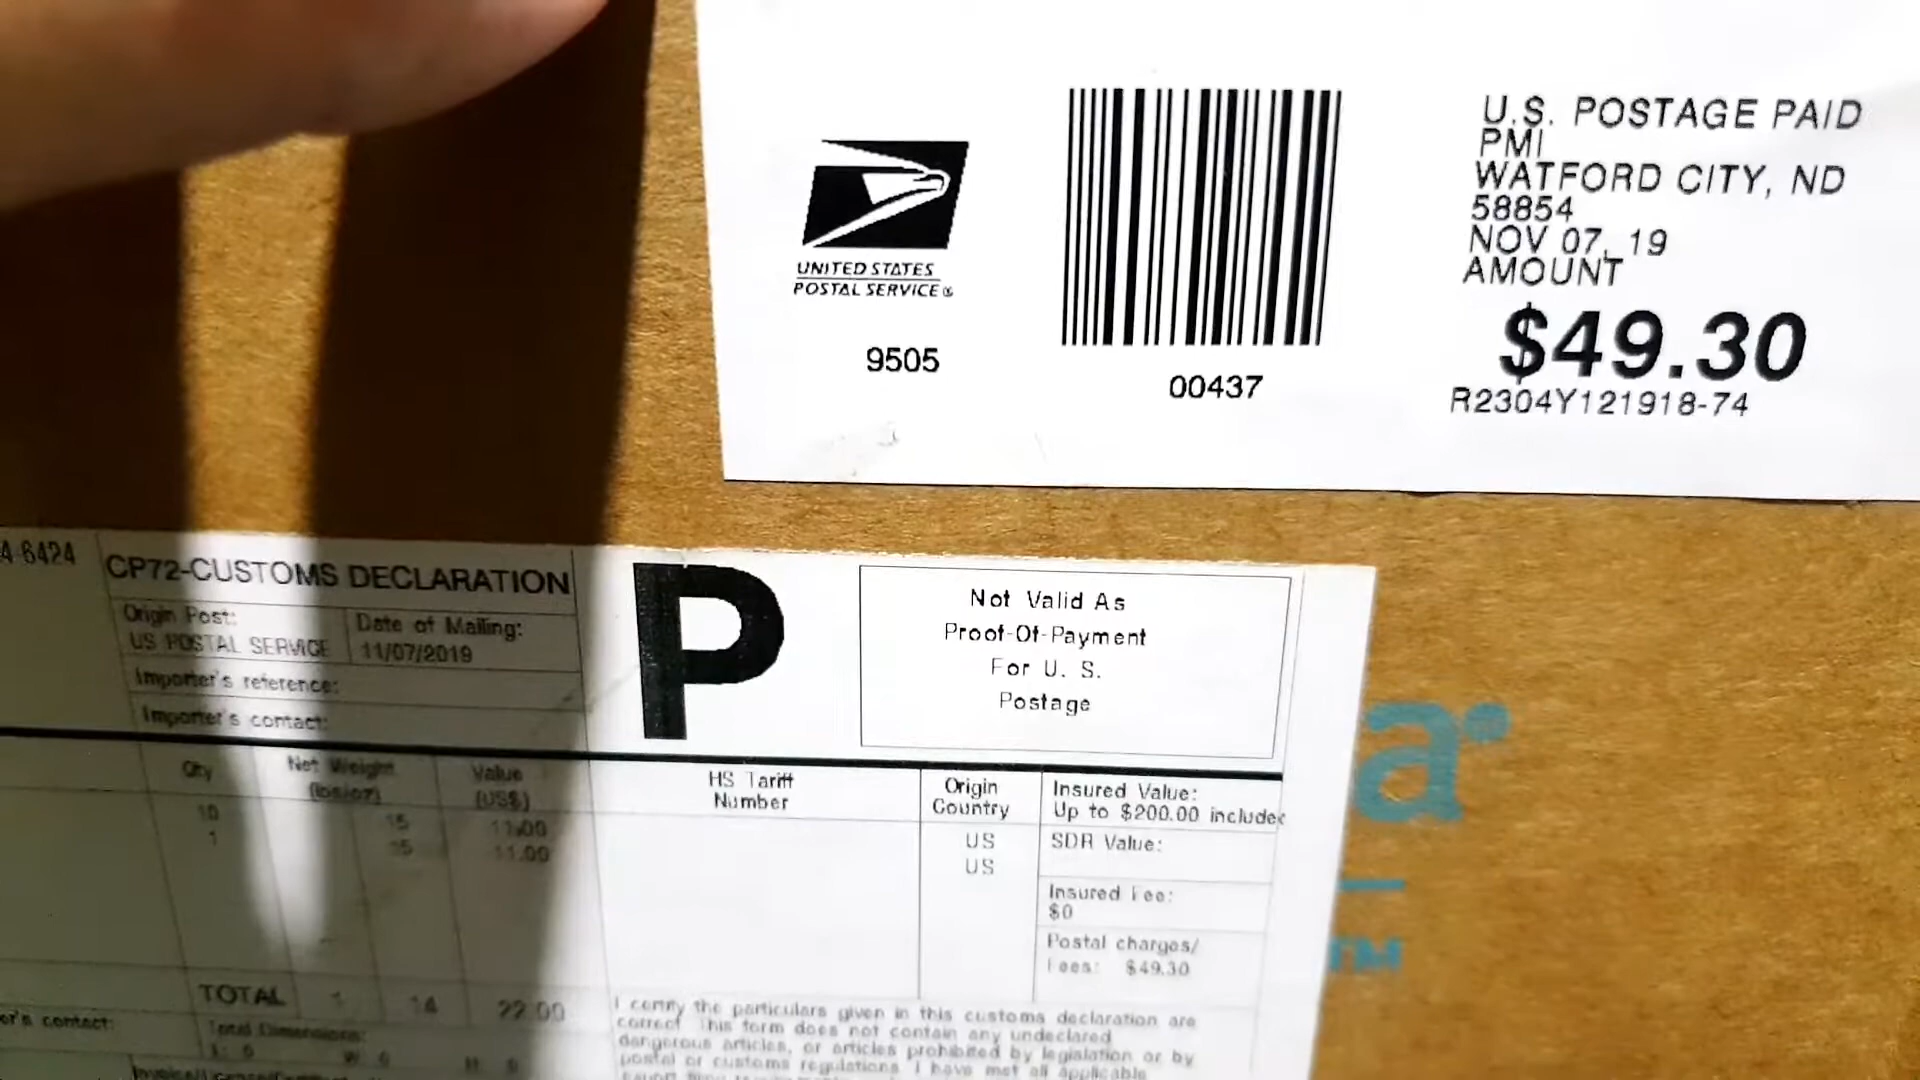 UNITED STATES
POSTAL SERVICE®
9505
00437
U.S. POSTAGE PAID
PMI
WATFORD CITY, ND
58854
NOV 07, 19
AMOUNT
$49.30
R2304Y121918-74
4-6424
CP72-CUSTOMS DECLARATION
Origin Post:
US POSTAL SERVICE
Date of Mailing:
11/07/2019
Importer's reference:
Importer's contact:
P
Not Valid As
Proof-Of-Payment
For U. S.
Postage
Qty
Net Weight
(lbs/oz)
Value
(US$)
HS Tariff
Number
Origin
Country
Insured Value:
Up to $200.00 included
10 15 11.00 US
1 15 11.00 US
SDR Value:
Insured Fee:
$0
Postal charges/
Fees: $49.30
TOTAL 1 14 22.00
or's contact:
Total Dimensions:
I certify the particulars given in this customs declaration are
correct. This form does not contain any undeclared
dangerous articles, or articles prohibited by legislation or by
postal or customs regulations. I have met all applicable
a
TM